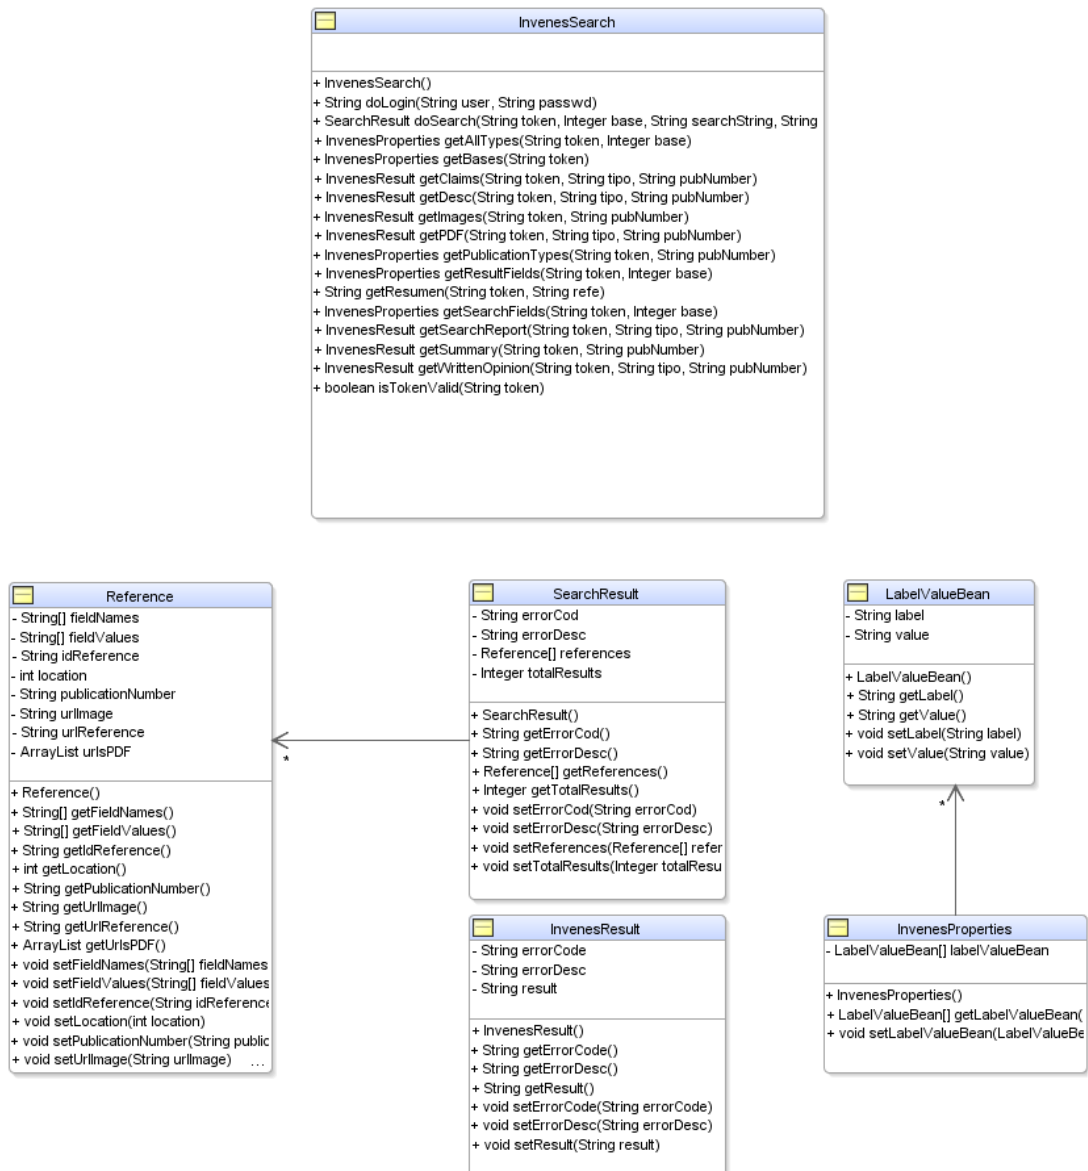 InvenesSearch
+ InvenesSearch()
+ String doLogin(String user, String passwd)
+ SearchResult doSearch(String token, Integer base, String searchString, String
+ InvenesProperties getAllTypes(String token, Integer base)
+ InvenesProperties getBases(String token)
+ InvenesResult getClaims(String token, String tipo, String pubNumber)
+ InvenesResult getDesc(String token, String tipo, String pubNumber)
+ InvenesResult getImages(String token, String pubNumber)
+ InvenesResult getPDF(String token, String tipo, String pubNumber)
+ InvenesProperties getPublicationTypes(String token, String pubNumber)
+ InvenesProperties getResultFields(String token, Integer base)
+ String getResumen(String token, String refe)
+ InvenesProperties getSearchFields(String token, Integer base)
+ InvenesResult getSearchReport(String token, String tipo, String pubNumber)
+ InvenesResult getSummary(String token, String pubNumber)
+ InvenesResult getWrittenOpinion(String token, String tipo, String pubNumber)
+ boolean isTokenValid(String token)
Reference
- String[] fieldNames
- String[] fieldValues
- String idReference
- int location
- String publicationNumber
- String urlImage
- String urlReference
- ArrayList urlsPDF
+ Reference()
+ String[] getFieldNames()
+ String[] getFieldValues()
+ String getIdReference()
+ int getLocation()
+ String getPublicationNumber()
+ String getUrlImage()
+ String getUrlReference()
+ ArrayList getUrlsPDF()
+ void setFieldNames(String[] fieldNames
+ void setFieldValues(String[] fieldValues
+ void setIdReference(String idReference
+ void setLocation(int location)
+ void setPublicationNumber(String public
+ void setUrlImage(String urlImage) ...
*
SearchResult
- String errorCod
- String errorDesc
- Reference[] references
- Integer totalResults
+ SearchResult()
+ String getErrorCod()
+ String getErrorDesc()
+ Reference[] getReferences()
+ Integer getTotalResults()
+ void setErrorCod(String errorCod)
+ void setErrorDesc(String errorDesc)
+ void setReferences(Reference[] refer
+ void setTotalResults(Integer totalResu
LabelValueBean
- String label
- String value
+ LabelValueBean()
+ String getLabel()
+ String getValue()
+ void setLabel(String label)
+ void setValue(String value)
*
InvenesResult
- String errorCode
- String errorDesc
- String result
+ InvenesResult()
+ String getErrorCode()
+ String getErrorDesc()
+ String getResult()
+ void setErrorCode(String errorCode)
+ void setErrorDesc(String errorDesc)
+ void setResult(String result)
InvenesProperties
- LabelValueBean[] labelValueBean
+ InvenesProperties()
+ LabelValueBean[] getLabelValueBean(
+ void setLabelValueBean(LabelValueBe